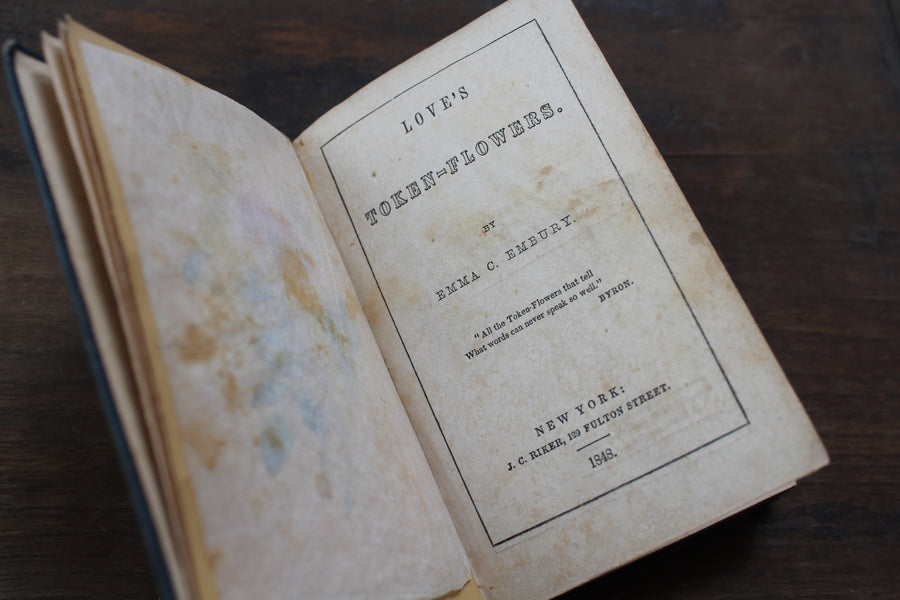 LOVE'S
TOKEN-FLOWERS.
BY
EMMA C. EMBURY.
"All the Token-Flowers that tell
What words can never speak so well."
BYRON.
NEW YORK:
J. C. RIKER, 129 FULTON STREET.
1848.